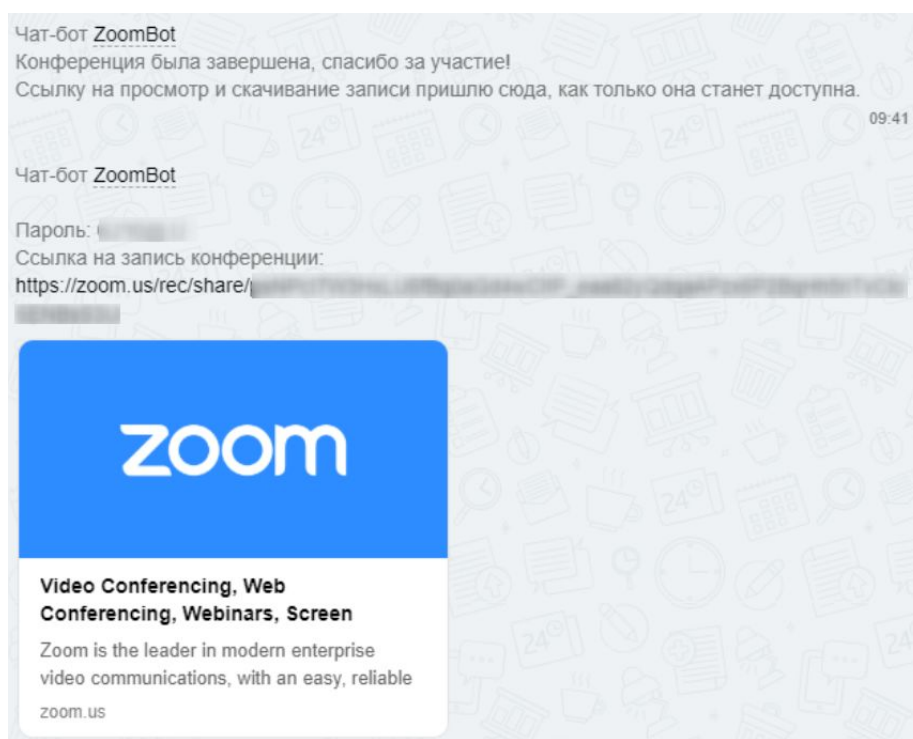 Чат-бот ZoomBot
Конференция была завершена, спасибо за участие!
Ссылку на просмотр и скачивание записи пришлю сюда, как только она станет доступна.
09:41
Чат-бот ZoomBot
Пароль:
Ссылка на запись конференции:
https://zoom.us/rec/share/
zoom
Video Conferencing, Web
Conferencing, Webinars, Screen
Zoom is the leader in modern enterprise
video communications, with an easy, reliable
zoom.us